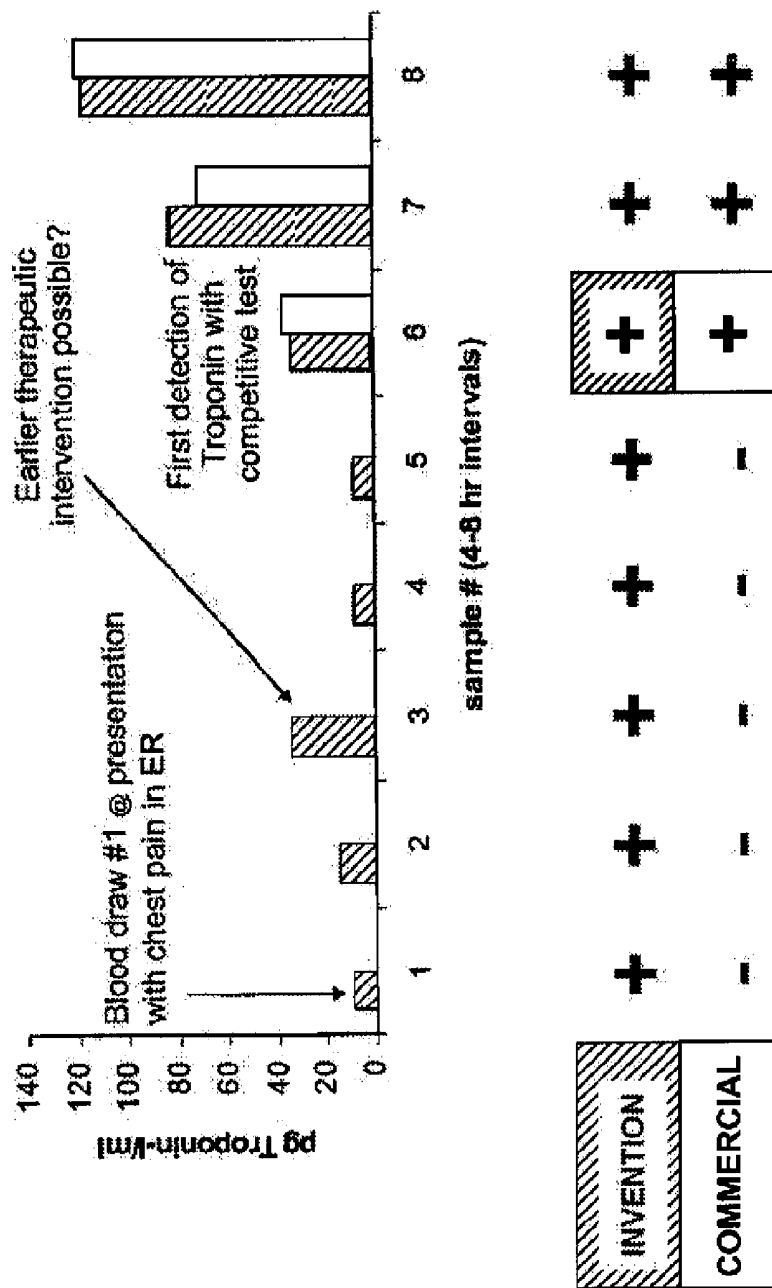 Earlier therapeutic
intervention possible?
Blood draw #1 @ presentation
with chest pain in ER
First detection of
Troponin with
competitive test
pg Troponin-I/ml
140
120
100
80
60
40
20
0
1 2 3 4 5 6 7 8
sample # (4-8 hr intervals)
INVENTION + + + + + + + +
COMMERCIAL - - - - - + + +